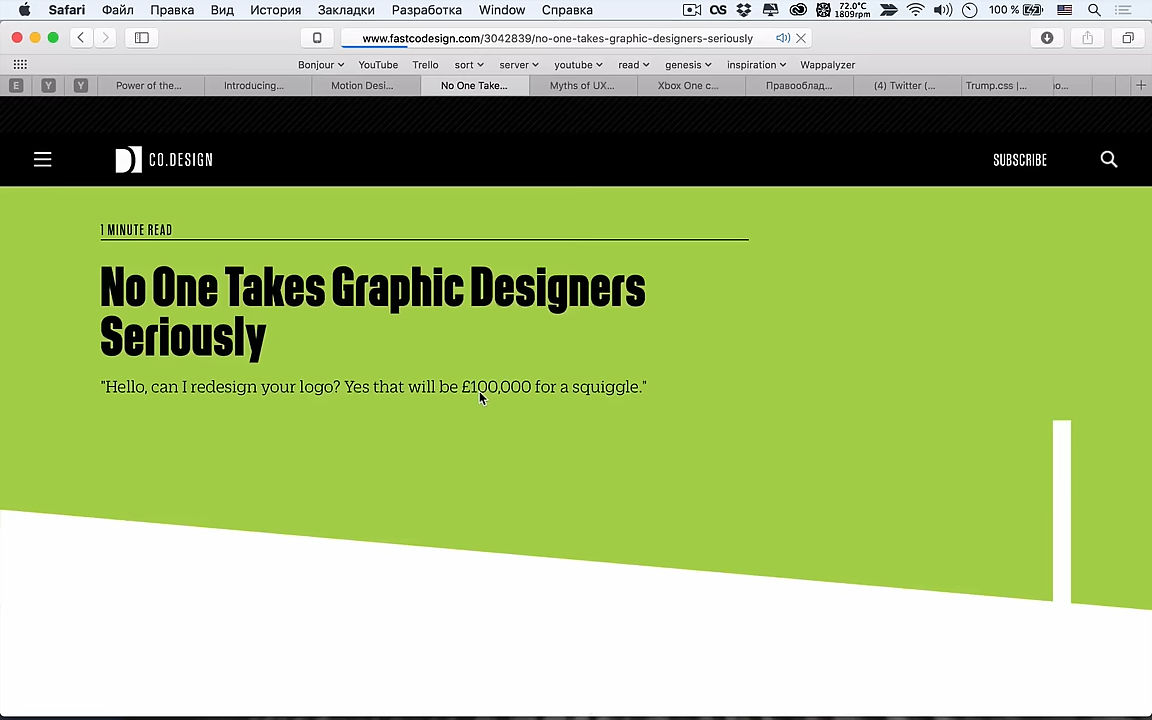 Safari Файл Правка Вид История Закладки Разработка Window Справка 72.0°C 1809rpm 100 %
www.fastcodesign.com/3042839/no-one-takes-graphic-designers-seriously
Bonjour YouTube Trello sort server youtube read genesis inspiration Wappalyzer
E Y Y Power of the... Introducing... Motion Desi... No One Take... Myths of UX... Xbox One c... Правооблад... (4) Twitter (... Trump.css |...
CO.DESIGN SUBSCRIBE
1 MINUTE READ
No One Takes Graphic Designers
Seriously
"Hello, can I redesign your logo? Yes that will be £100,000 for a squiggle."